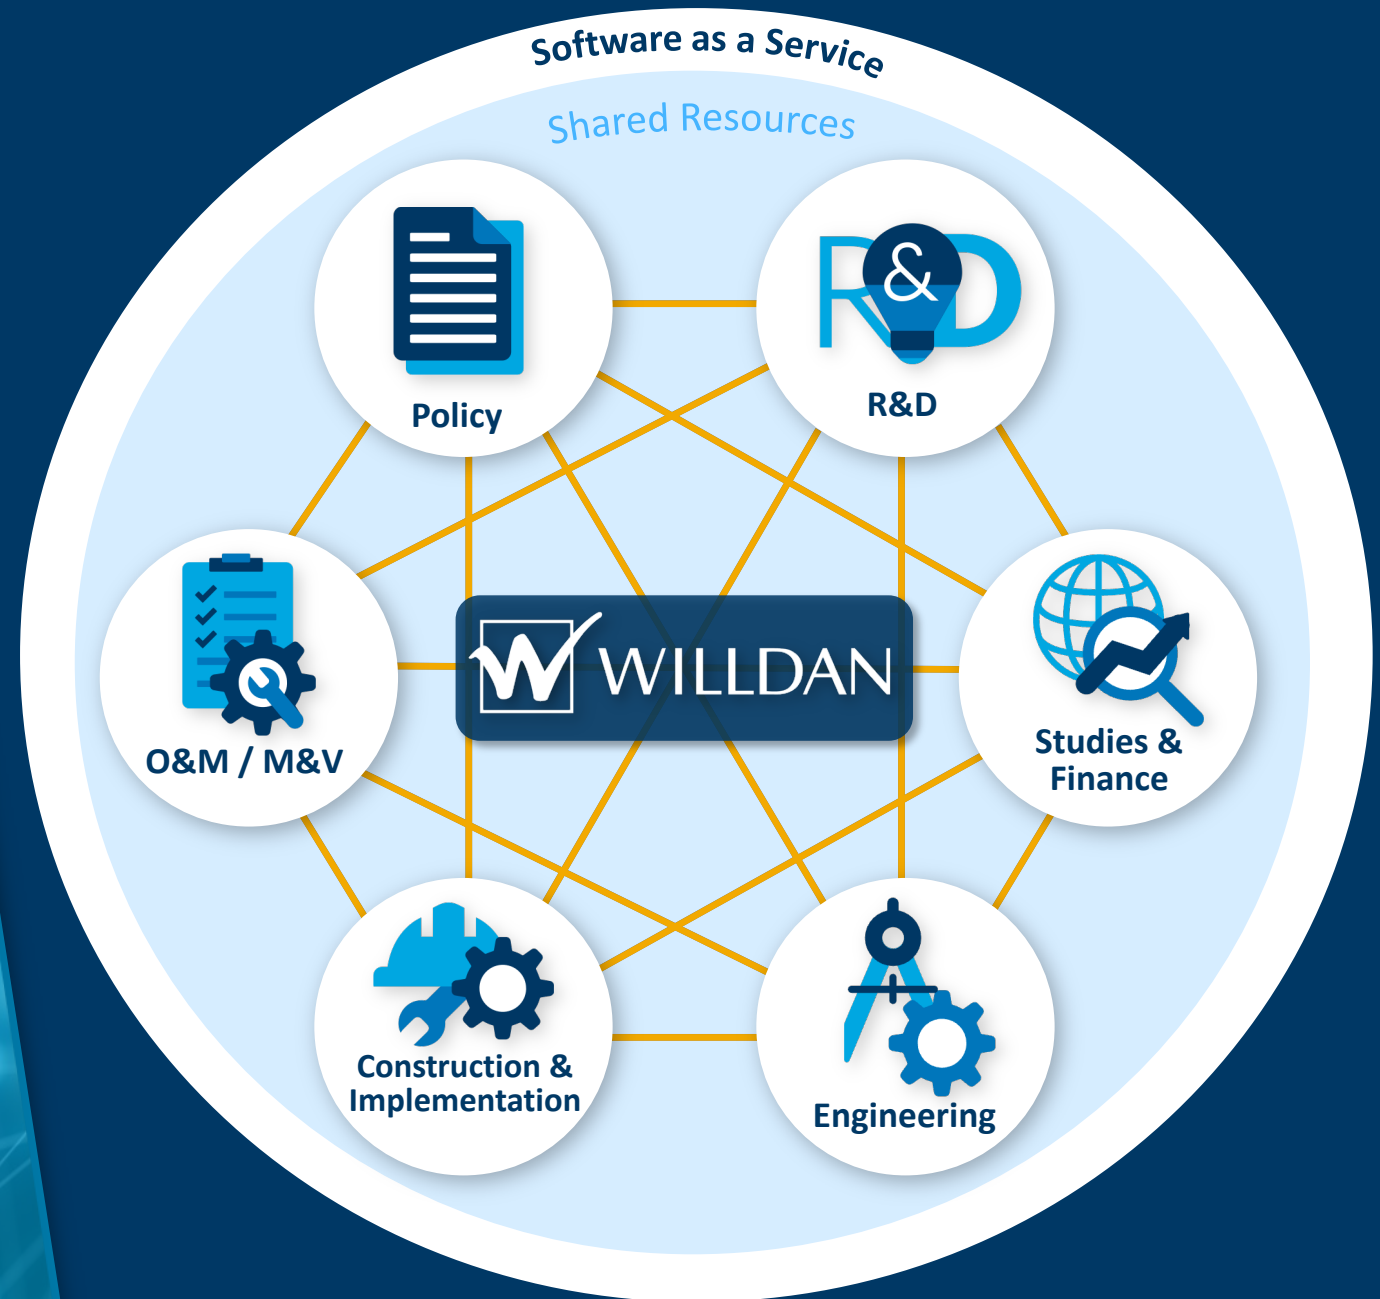 Software as a Service
Shared Resources
R&D
Policy
R&D
WILLDAN
O&M / M&V
Studies &
Finance
Construction &
Implementation
Engineering